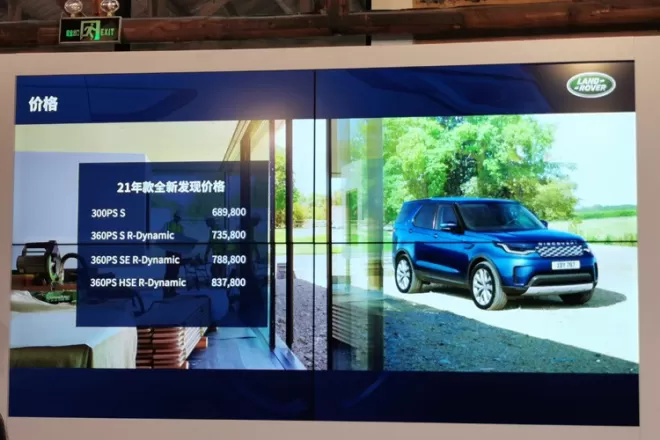 EXIT
价格
LAND
ROVER
21年款全新发现价格
300PS S 689,800
360PS S R-Dynamic 735,800
360PS SE R-Dynamic 788,800
360PS HSE R-Dynamic 837,800
DISCOVERY